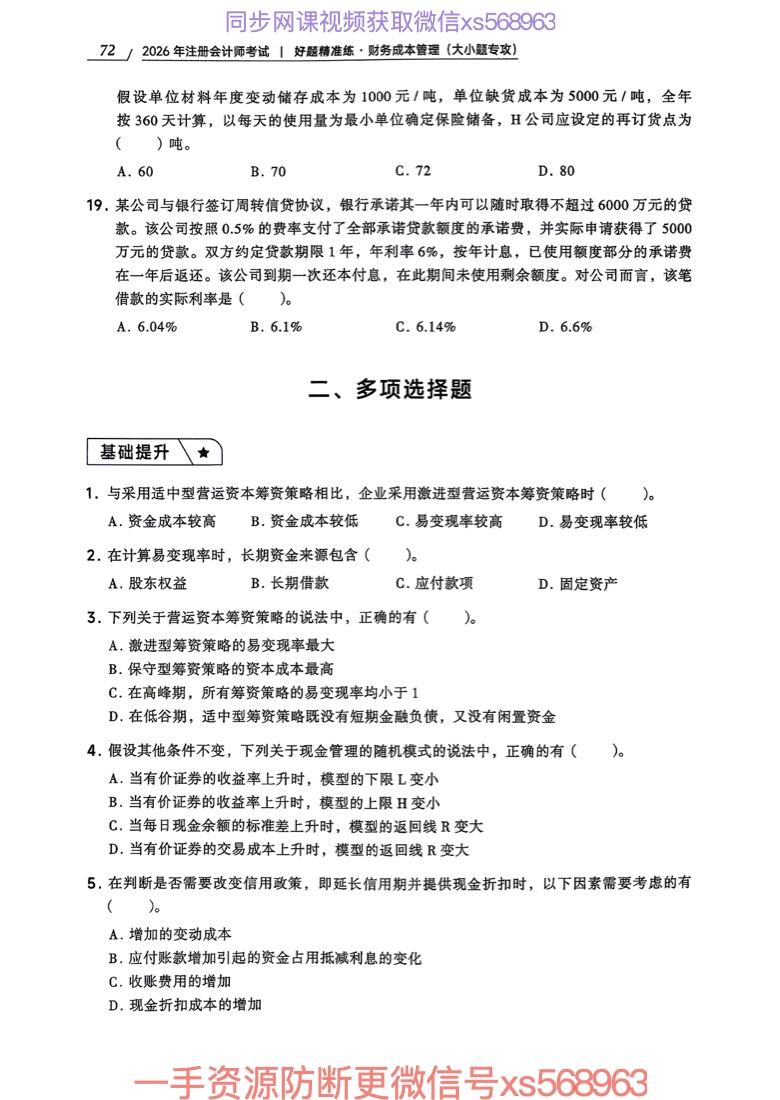 同步网课视频获取微信xs568963
72 / 2026年注册会计师考试 | 好题精准练·财务成本管理(大小题专攻)
假设单位材料年度变动储存成本为1000元/吨,单位缺货成本为5000元/吨,全年
按360天计算,以每天的使用量为最小单位确定保险储备,H公司应设定的再订货点为
( )吨。
A. 60 B. 70 C. 72 D. 80
19. 某公司与银行签订周转信贷协议,银行承诺其一年内可以随时取得不超过6000万元的贷
款。该公司按照0.5%的费率支付了全部承诺贷款额度的承诺费,并实际申请获得了5000
万元的贷款。双方约定贷款期限1年,年利率6%,按年计息,已使用额度部分的承诺费
在一年后返还。该公司到期一次还本付息,在此期间未使用剩余额度。对公司而言,该笔
借款的实际利率是( )。
A. 6.04% B. 6.1% C. 6.14% D. 6.6%
二、多项选择题
基础提升 ★
1. 与采用适中型营运资本筹资策略相比,企业采用激进型营运资本筹资策略时( )。
A. 资金成本较高 B. 资金成本较低 C. 易变现率较高 D. 易变现率较低
2. 在计算易变现率时,长期资金来源包含( )。
A. 股东权益 B. 长期借款 C. 应付款项 D. 固定资产
3. 下列关于营运资本筹资策略的说法中,正确的有( )。
A. 激进型筹资策略的易变现率最大
B. 保守型筹资策略的资本成本最高
C. 在高峰期,所有筹资策略的易变现率均小于1
D. 在低谷期,适中型筹资策略既没有短期金融负债,又没有闲置资金
4. 假设其他条件不变,下列关于现金管理的随机模式的说法中,正确的有( )。
A. 当有价证券的收益率上升时,模型的下限L变小
B. 当有价证券的收益率上升时,模型的上限H变小
C. 当每日现金余额的标准差上升时,模型的返回线R变大
D. 当有价证券的交易成本上升时,模型的返回线R变大
5. 在判断是否需要改变信用政策,即延长信用期并提供现金折扣时,以下因素需要考虑的有
( )。
A. 增加的变动成本
B. 应付账款增加引起的资金占用抵减利息的变化
C. 收账费用的增加
D. 现金折扣成本的增加
一手资源防断更微信号xs568963